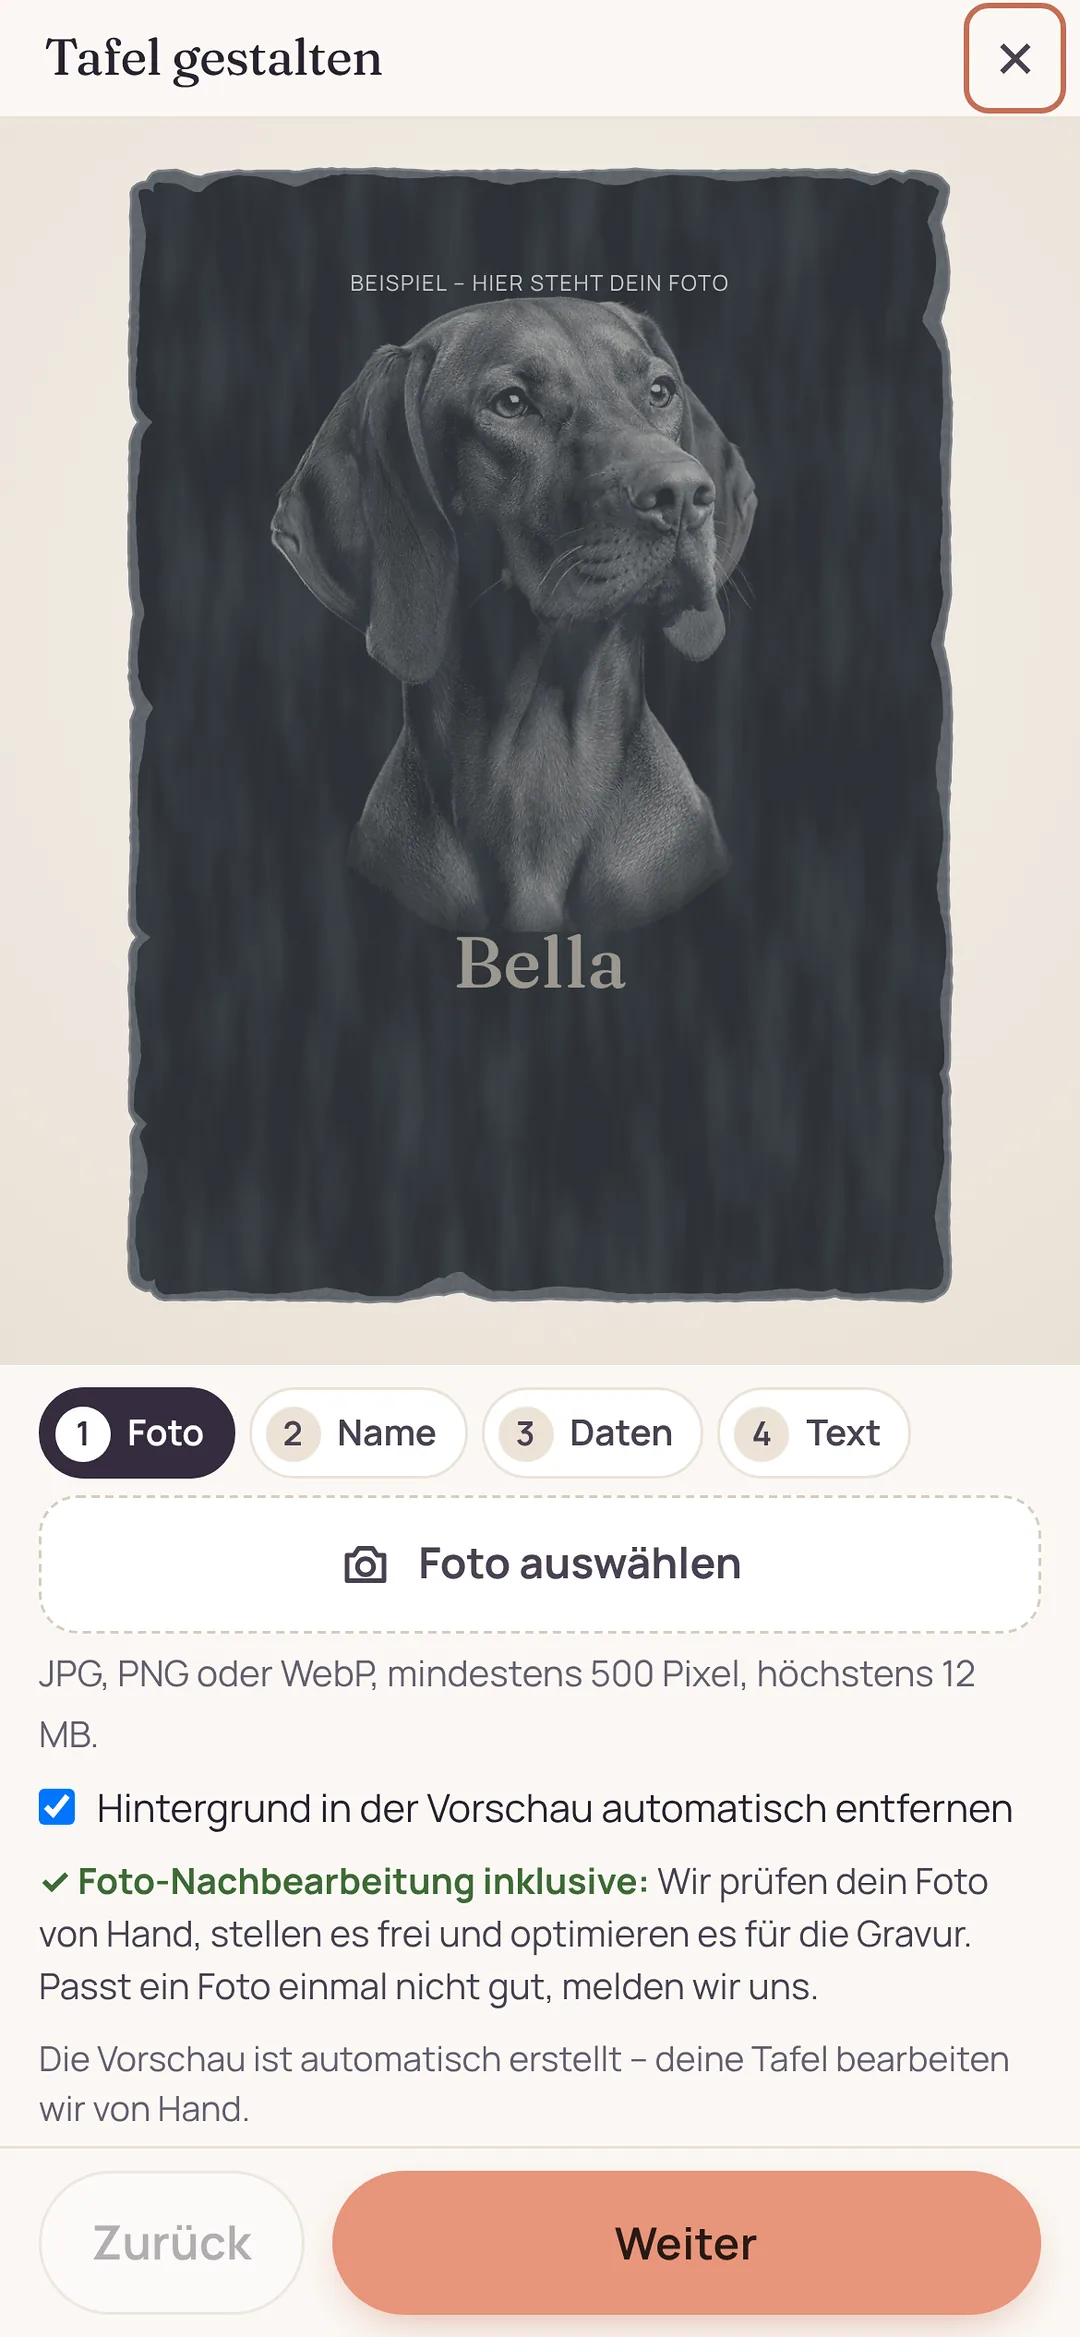 Tafel gestalten
BEISPIEL – HIER STEHT DEIN FOTO
Bella
1 Foto
2 Name
3 Daten
4 Text
Foto auswählen
JPG, PNG oder WebP, mindestens 500 Pixel, höchstens 12
MB.
Hintergrund in der Vorschau automatisch entfernen
✓ Foto-Nachbearbeitung inklusive: Wir prüfen dein Foto
von Hand, stellen es frei und optimieren es für die Gravur.
Passt ein Foto einmal nicht gut, melden wir uns.
Die Vorschau ist automatisch erstellt – deine Tafel bearbeiten
wir von Hand.
Zurück
Weiter